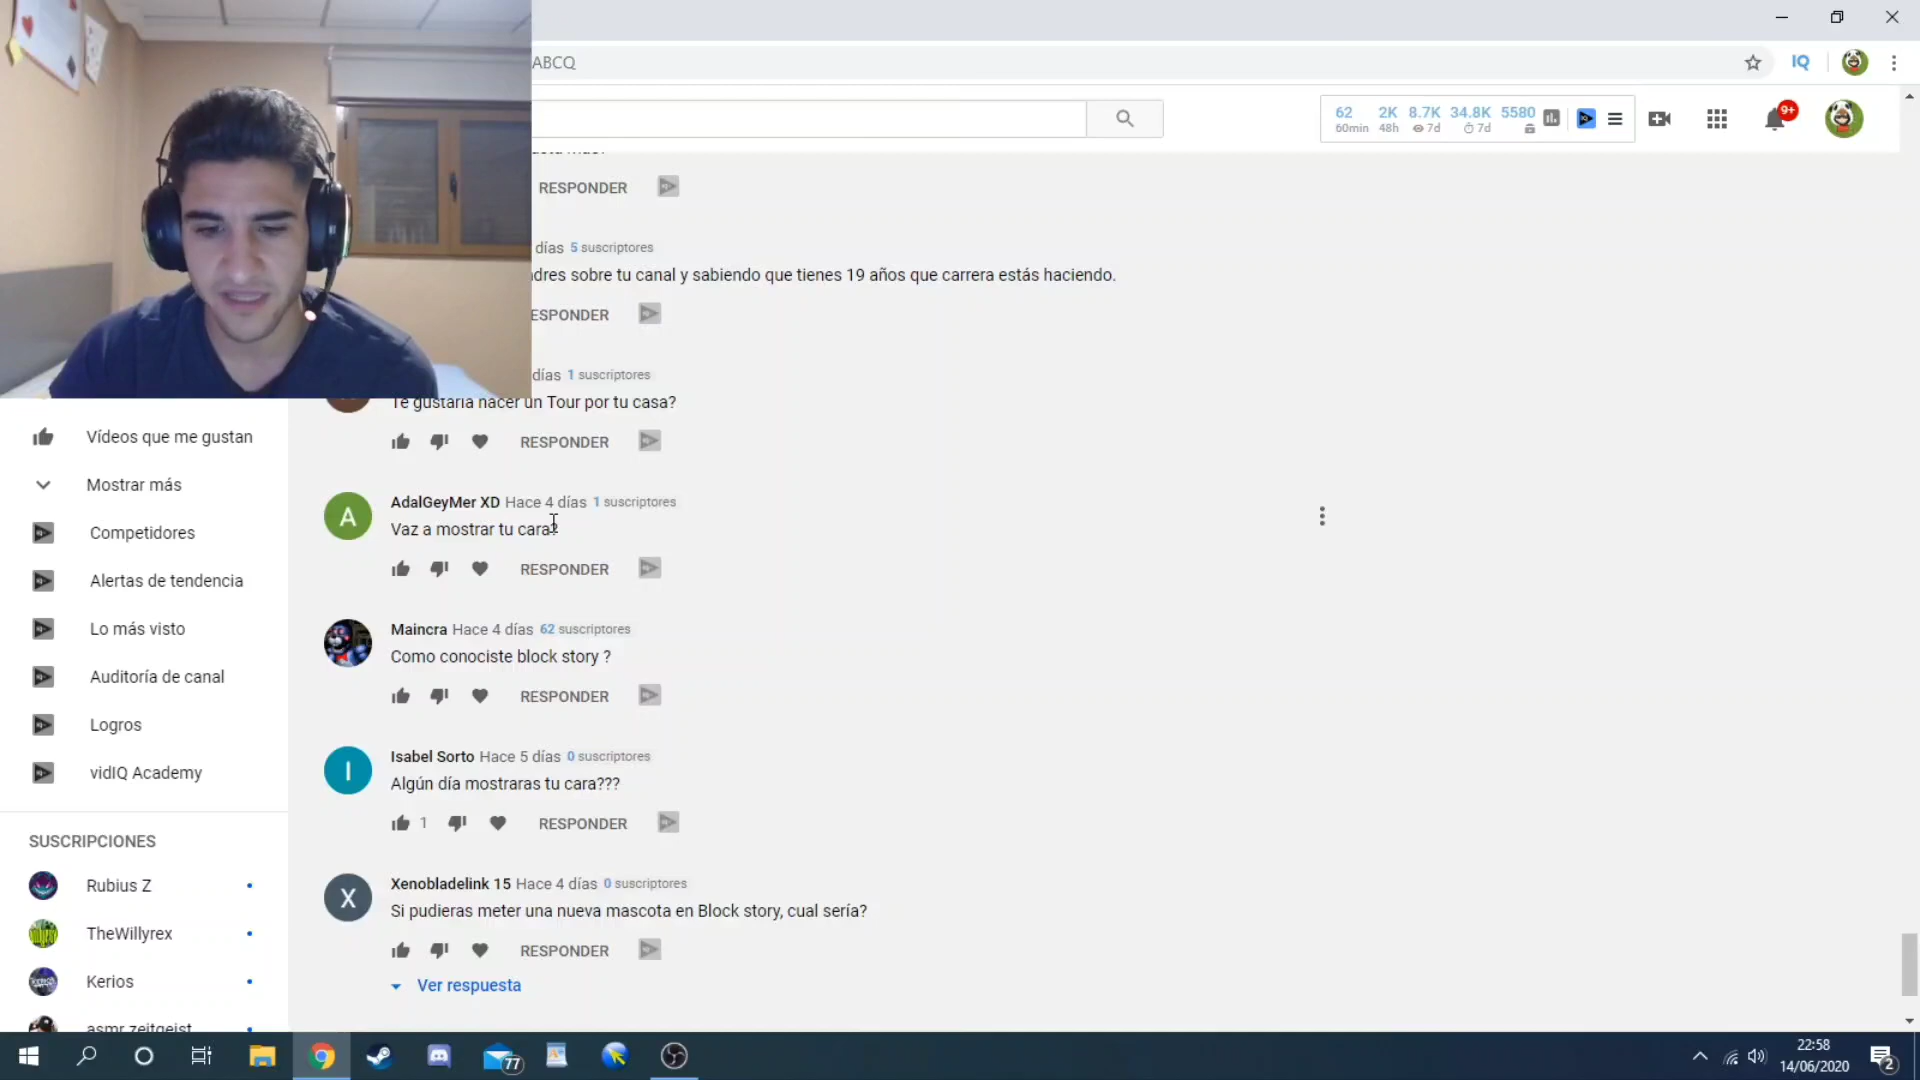 ABCQ
62 2K 8.7K 34.8K 5580
60min 48h 7d 7d
IQ
9+
RESPONDER
días 5 suscriptores
dres sobre tu canal y sabiendo que tienes 19 años que carrera estás haciendo.
ESPONDER
días 1 suscriptores
Te gustaría hacer un Tour por tu casa?
RESPONDER
AdalGeyMer XD Hace 4 días 1 suscriptores
Vaz a mostrar tu cara?
RESPONDER
Maincra Hace 4 días 62 suscriptores
Como conociste block story ?
RESPONDER
Isabel Sorto Hace 5 días 0 suscriptores
Algún día mostraras tu cara???
1 RESPONDER
Xenobladelink 15 Hace 4 días 0 suscriptores
Si pudieras meter una nueva mascota en Block story, cual sería?
RESPONDER
Ver respuesta
Vídeos que me gustan
Mostrar más
Competidores
Alertas de tendencia
Lo más visto
Auditoría de canal
Logros
vidIQ Academy
SUSCRIPCIONES
Rubius Z
TheWillyrex
Kerios
asmr zeitgeist
A
I
X
77
22:58
14/06/2020
2